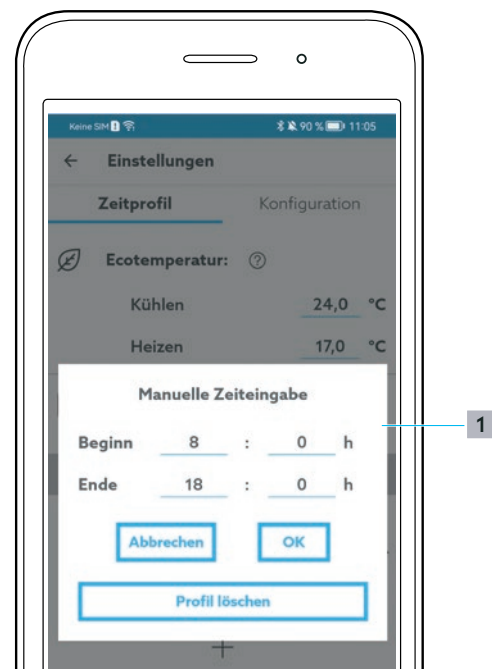 Keine SIM 90 % 11:05
← Einstellungen
Zeitprofil Konfiguration
Ecotemperatur: ?
Kühlen 24,0 °C
Heizen 17,0 °C
Manuelle Zeiteingabe
1
Beginn 8 : 0 h
Ende 18 : 0 h
Abbrechen OK
Profil löschen
+